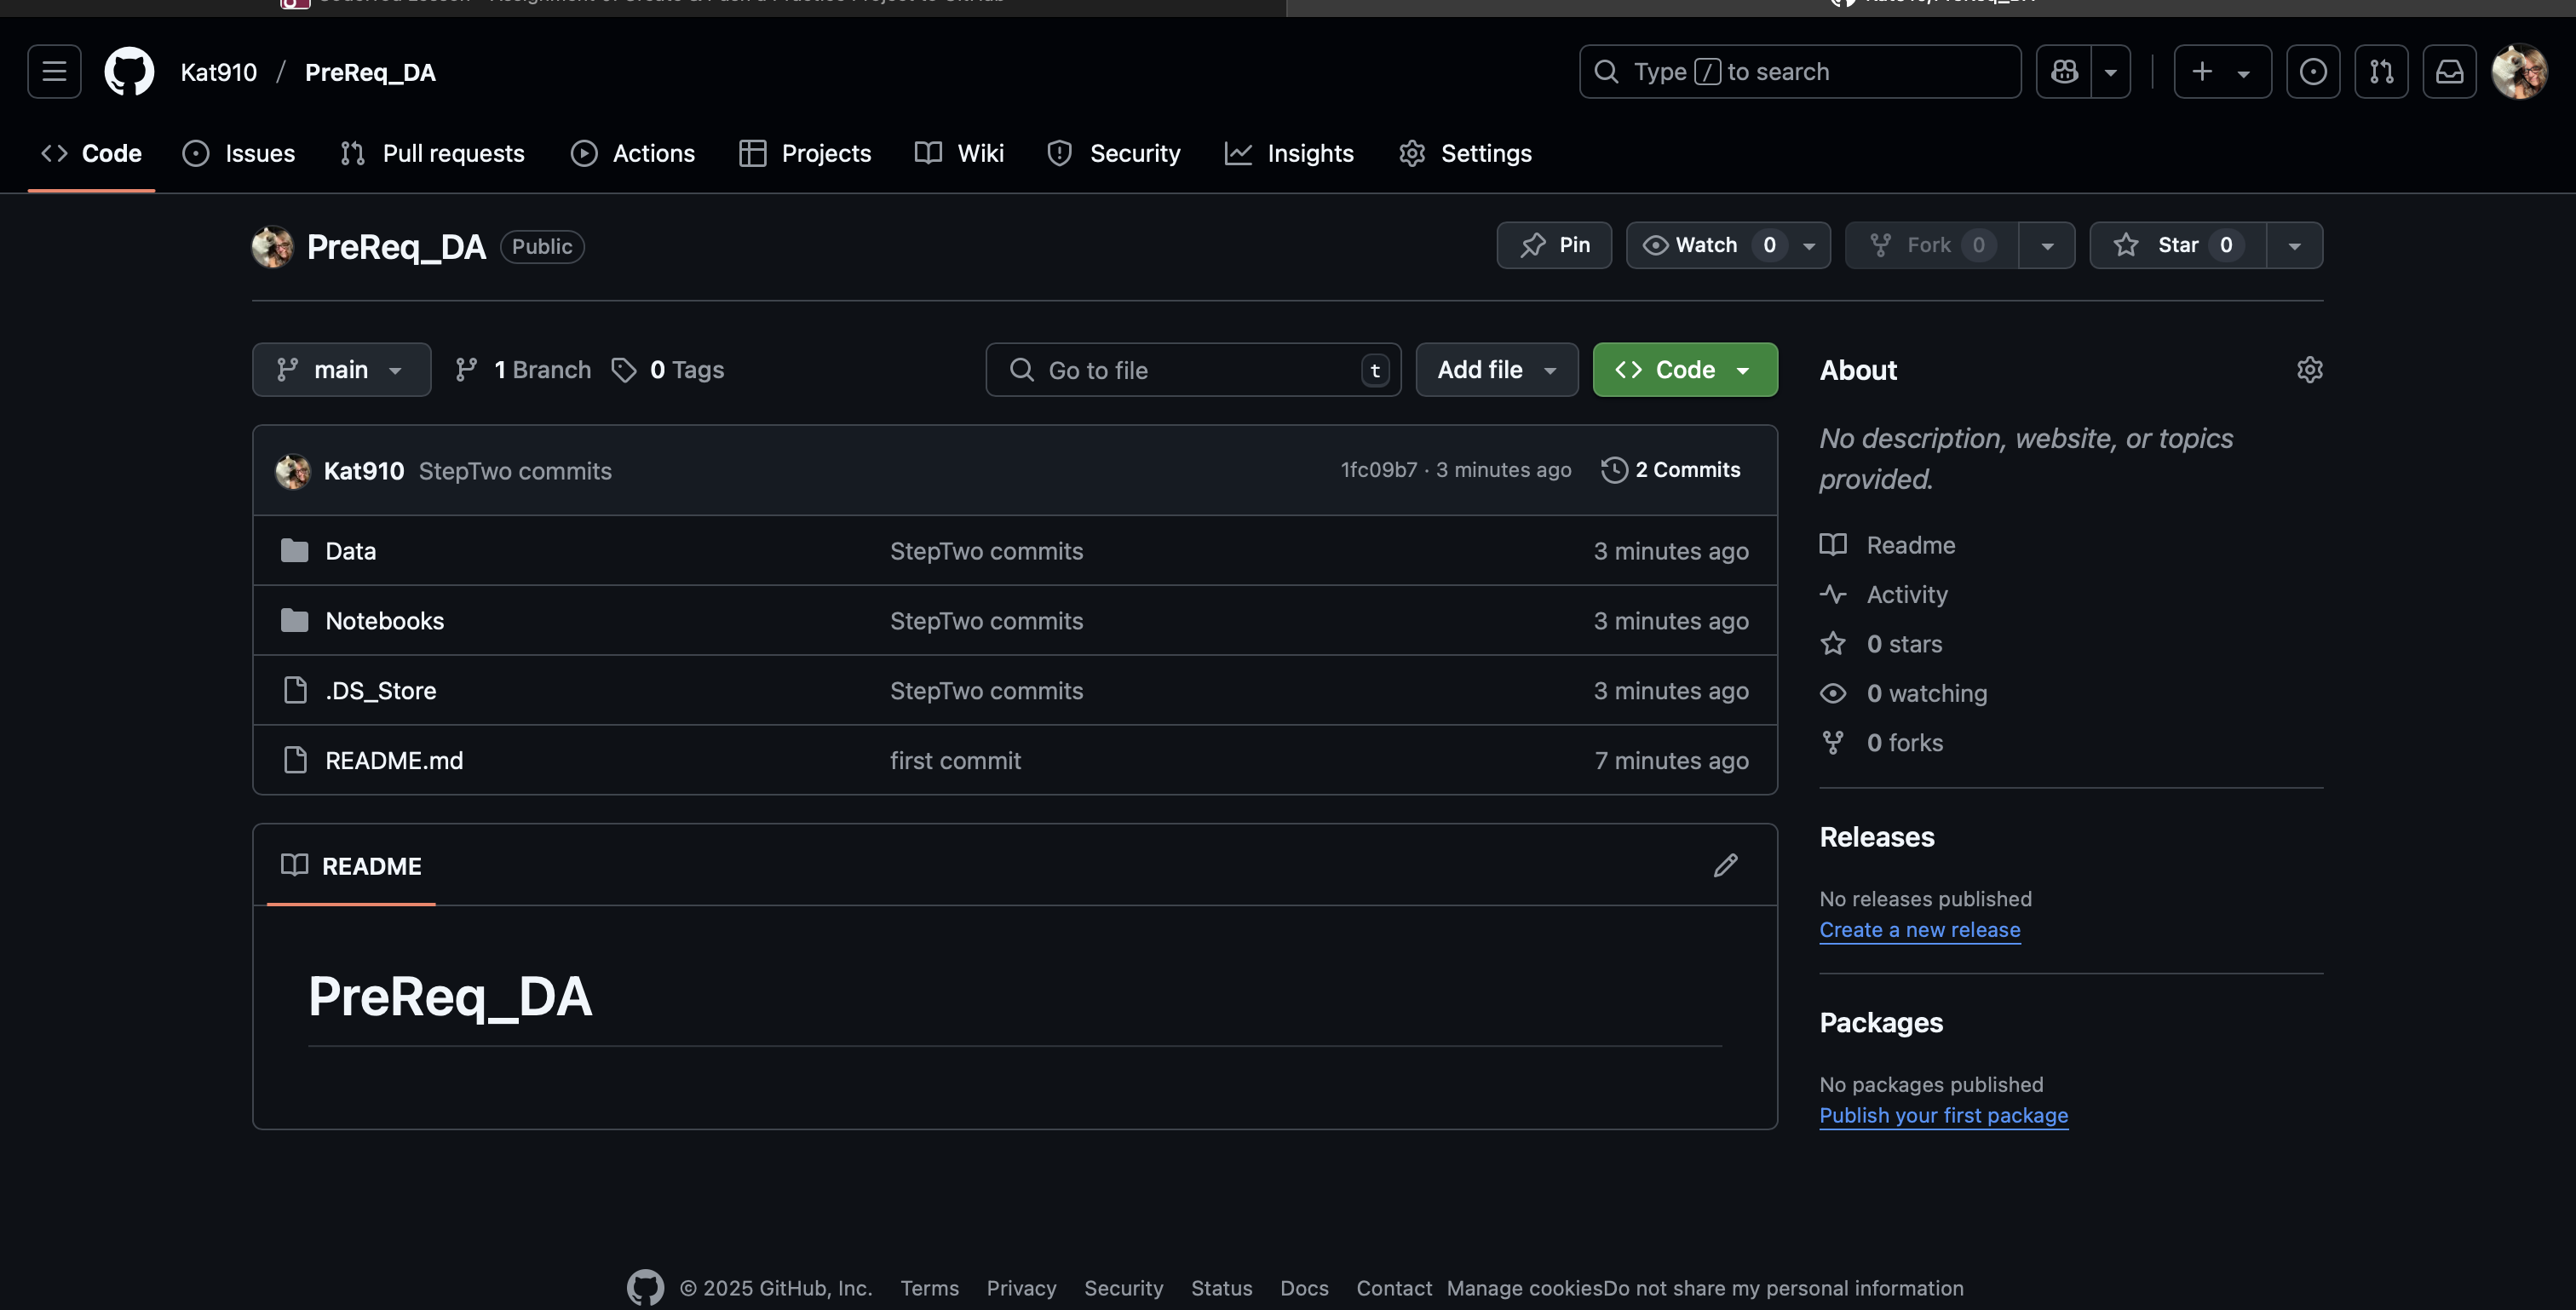 Kat910 / PreReq_DA
Type / to search
Code Issues Pull requests Actions Projects Wiki Security Insights Settings
PreReq_DA Public
Pin Watch 0 Fork 0 Star 0
main 1 Branch 0 Tags Go to file t Add file Code
Kat910 StepTwo commits 1fc09b7 · 3 minutes ago 2 Commits
Data StepTwo commits 3 minutes ago
Notebooks StepTwo commits 3 minutes ago
.DS_Store StepTwo commits 3 minutes ago
README.md first commit 7 minutes ago
README
PreReq_DA
About
No description, website, or topics
provided.
Readme
Activity
0 stars
0 watching
0 forks
Releases
No releases published
Create a new release
Packages
No packages published
Publish your first package
© 2025 GitHub, Inc. Terms Privacy Security Status Docs Contact Manage cookies Do not share my personal information